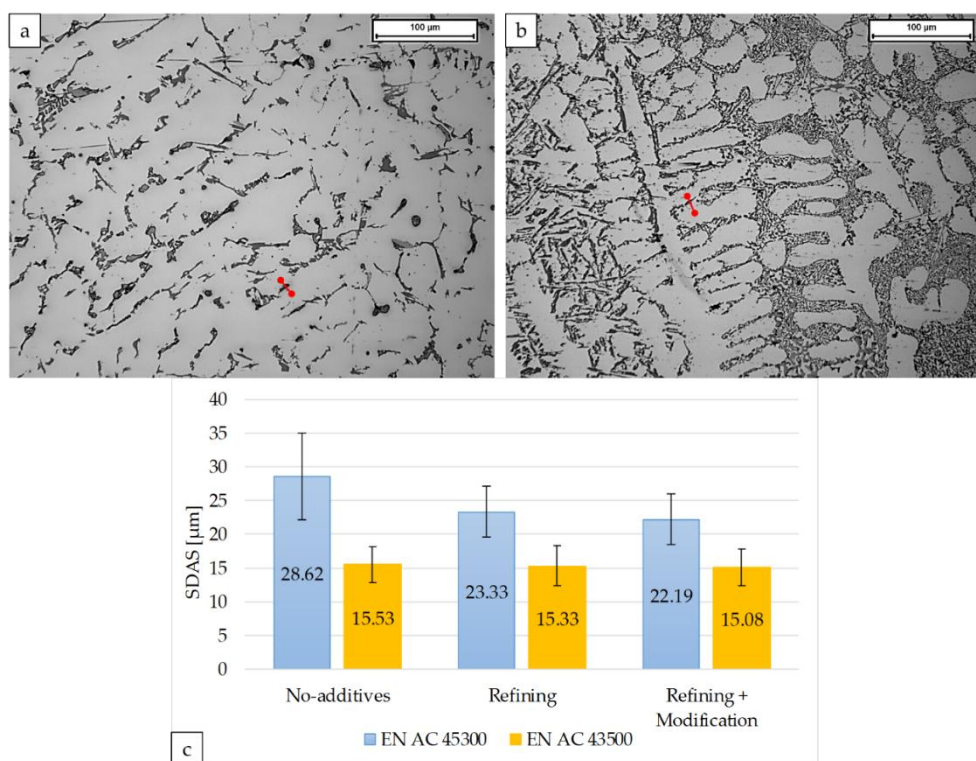 a
100 µm
b
100 µm
40
35
30
25
20
15
10
5
0
SDAS [µm]
28.62
15.53
23.33
15.33
22.19
15.08
No-additives
Refining
Refining +
Modification
EN AC 45300
EN AC 43500
c